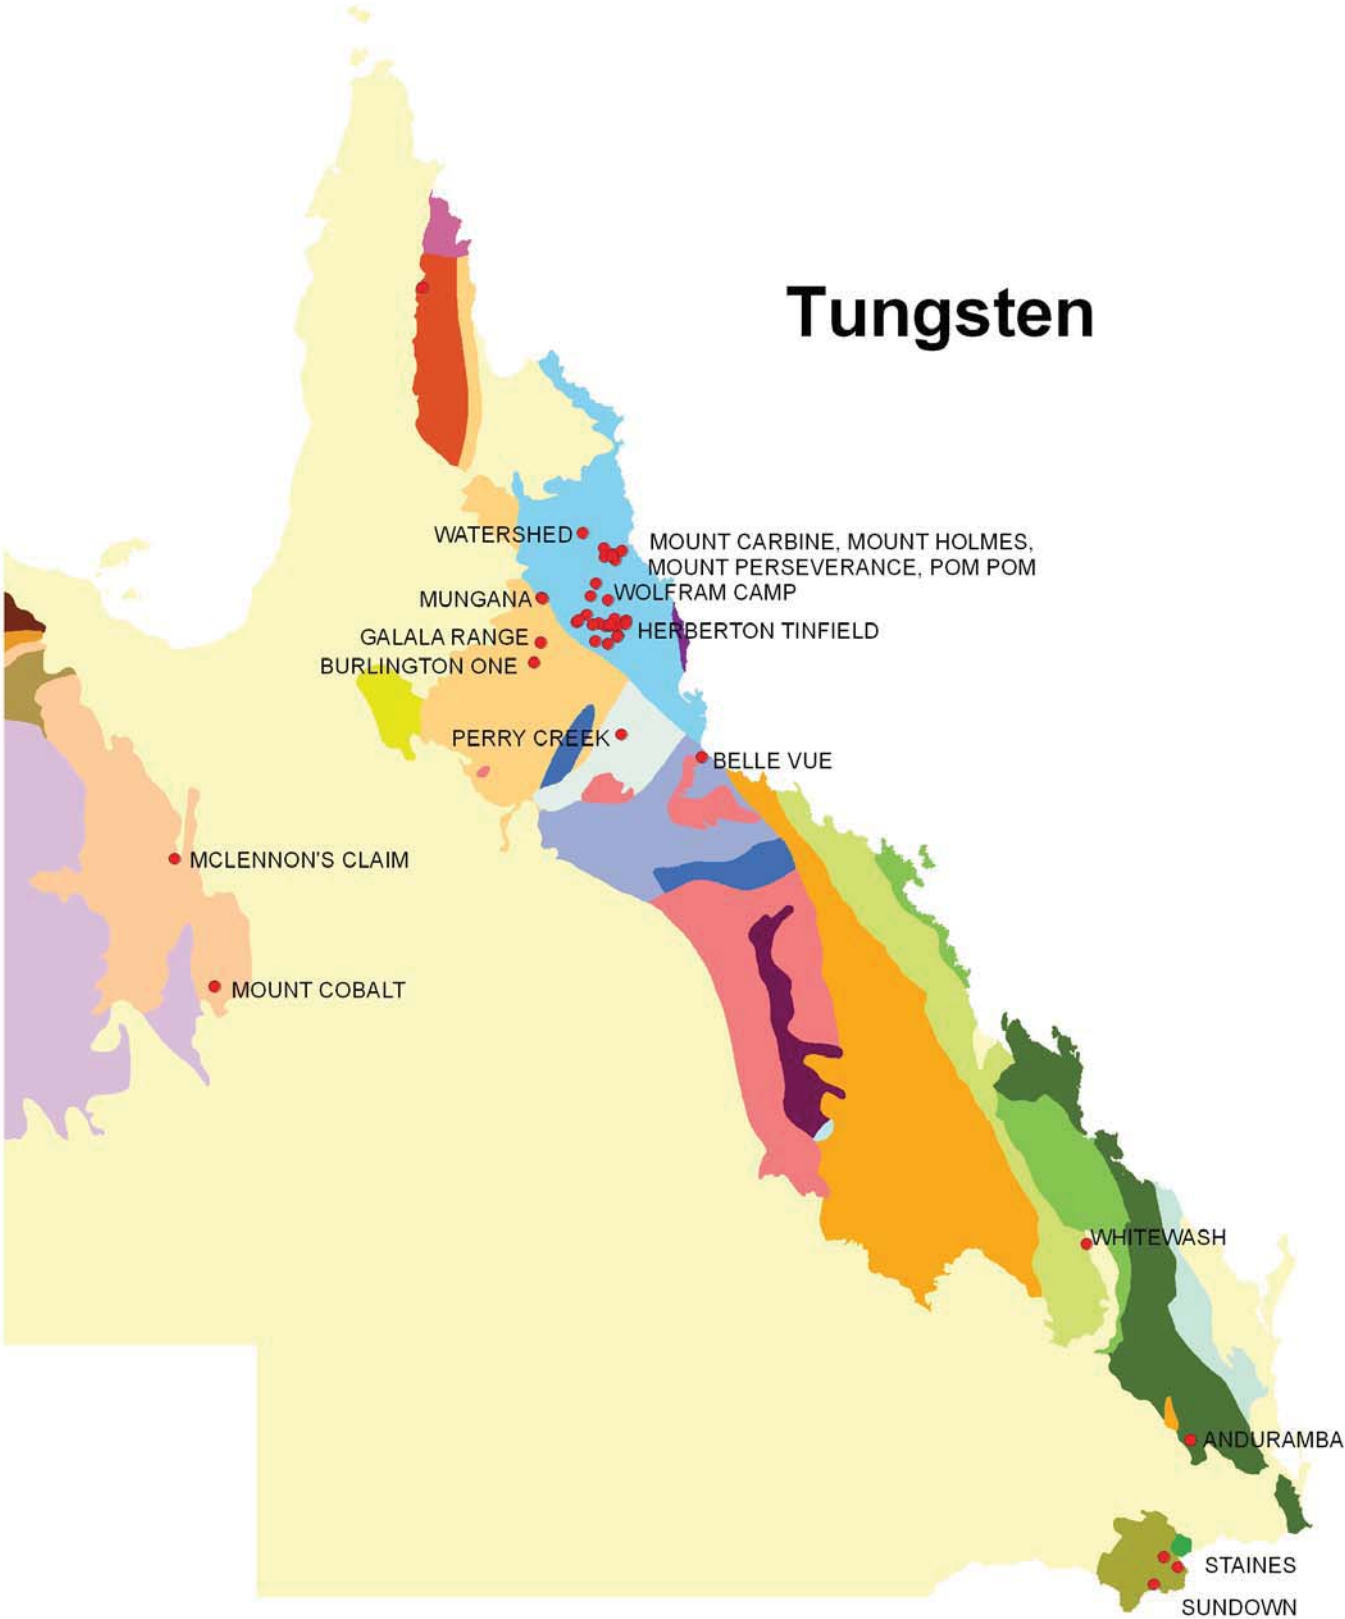 Tungsten
WATERSHED
MOUNT CARBINE, MOUNT HOLMES,
MOUNT PERSEVERANCE, POM POM
WOLFRAM CAMP
MUNGANA
HERBERTON TINFIELD
GALALA RANGE
BURLINGTON ONE
PERRY CREEK
BELLE VUE
MCLENNON'S CLAIM
MOUNT COBALT
WHITEWASH
ANDURAMBA
STAINES
SUNDOWN